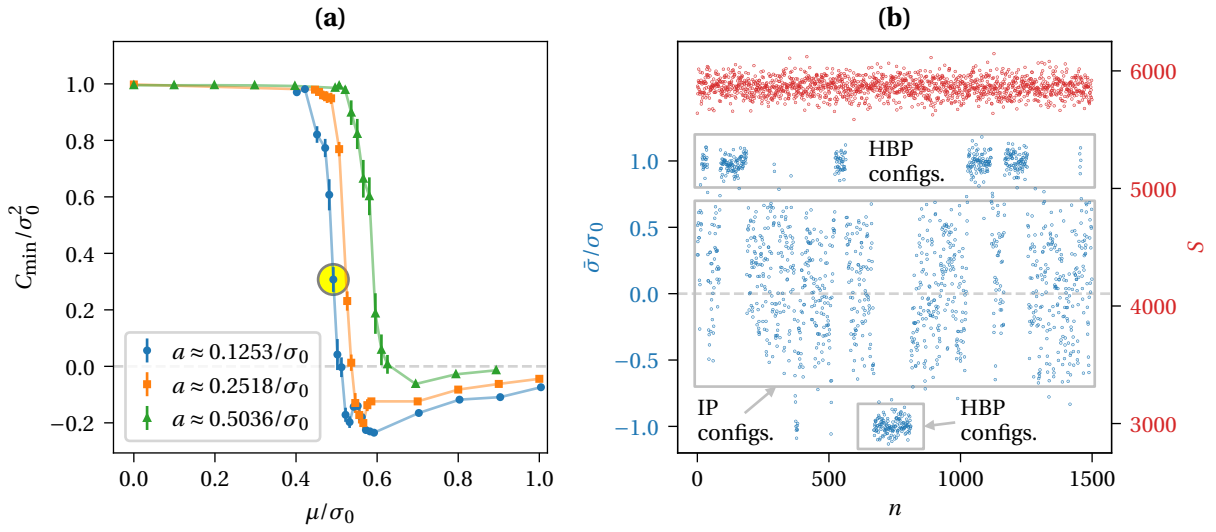 (a)
1.0
0.8
0.6
0.4
0.2
0.0
−0.2
C_min/σ_0^2
a ≈ 0.1253/σ_0
a ≈ 0.2518/σ_0
a ≈ 0.5036/σ_0
0.0 0.2 0.4 0.6 0.8 1.0
μ/σ_0
(b)
1.0
0.5
0.0
−0.5
−1.0
σ̄/σ_0
HBP
configs.
IP
configs.
HBP
configs.
6000
5000
4000
3000
S
0 500 1000 1500
n